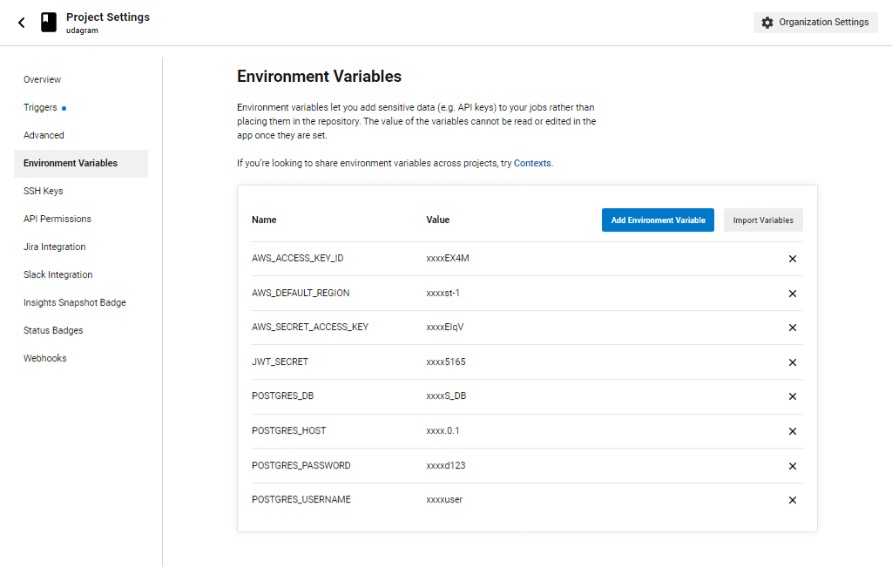 Project Settings
udagram
Organization Settings
Overview
Triggers
Advanced
Environment Variables
SSH Keys
API Permissions
Jira Integration
Slack Integration
Insights Snapshot Badge
Status Badges
Webhooks
Environment Variables
Environment variables let you add sensitive data (e.g. API keys) to your jobs rather than
placing them in the repository. The value of the variables cannot be read or edited in the
app once they are set.
If you're looking to share environment variables across projects, try Contexts.
Name Value Add Environment Variable Import Variables
AWS_ACCESS_KEY_ID xxxxEX4M
AWS_DEFAULT_REGION xxxxst-1
AWS_SECRET_ACCESS_KEY xxxxEIqV
JWT_SECRET xxxx5165
POSTGRES_DB xxxxS_DB
POSTGRES_HOST xxxx.0.1
POSTGRES_PASSWORD xxxxd123
POSTGRES_USERNAME xxxxuser